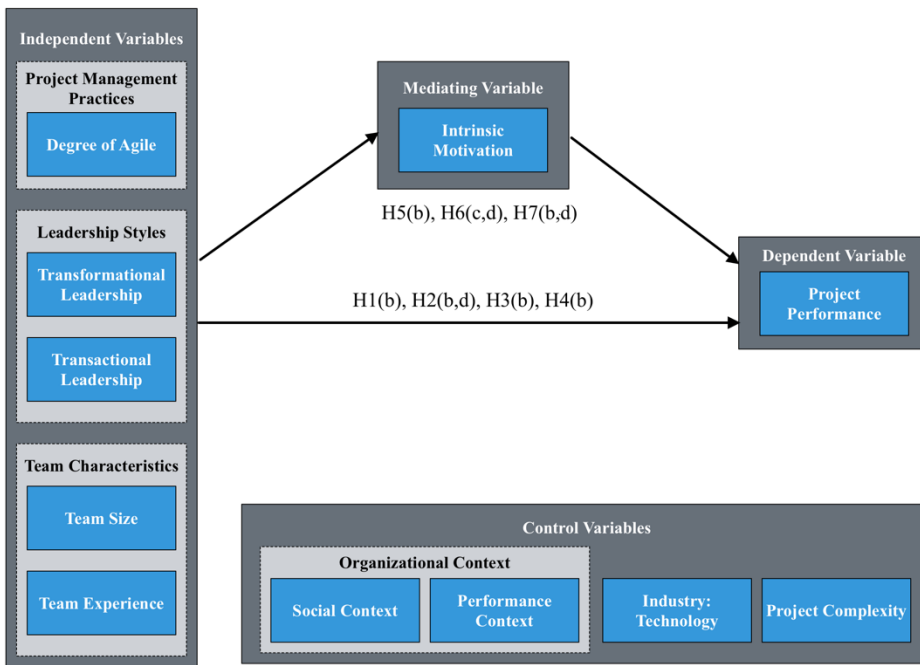 Independent Variables
Project Management
Practices
Degree of Agile
Leadership Styles
Transformational
Leadership
Transactional
Leadership
Team Characteristics
Team Size
Team Experience
Mediating Variable
Intrinsic
Motivation
H5(b), H6(c,d), H7(b,d)
H1(b), H2(b,d), H3(b), H4(b)
Dependent Variable
Project
Performance
Control Variables
Organizational Context
Social Context
Performance
Context
Industry:
Technology
Project Complexity